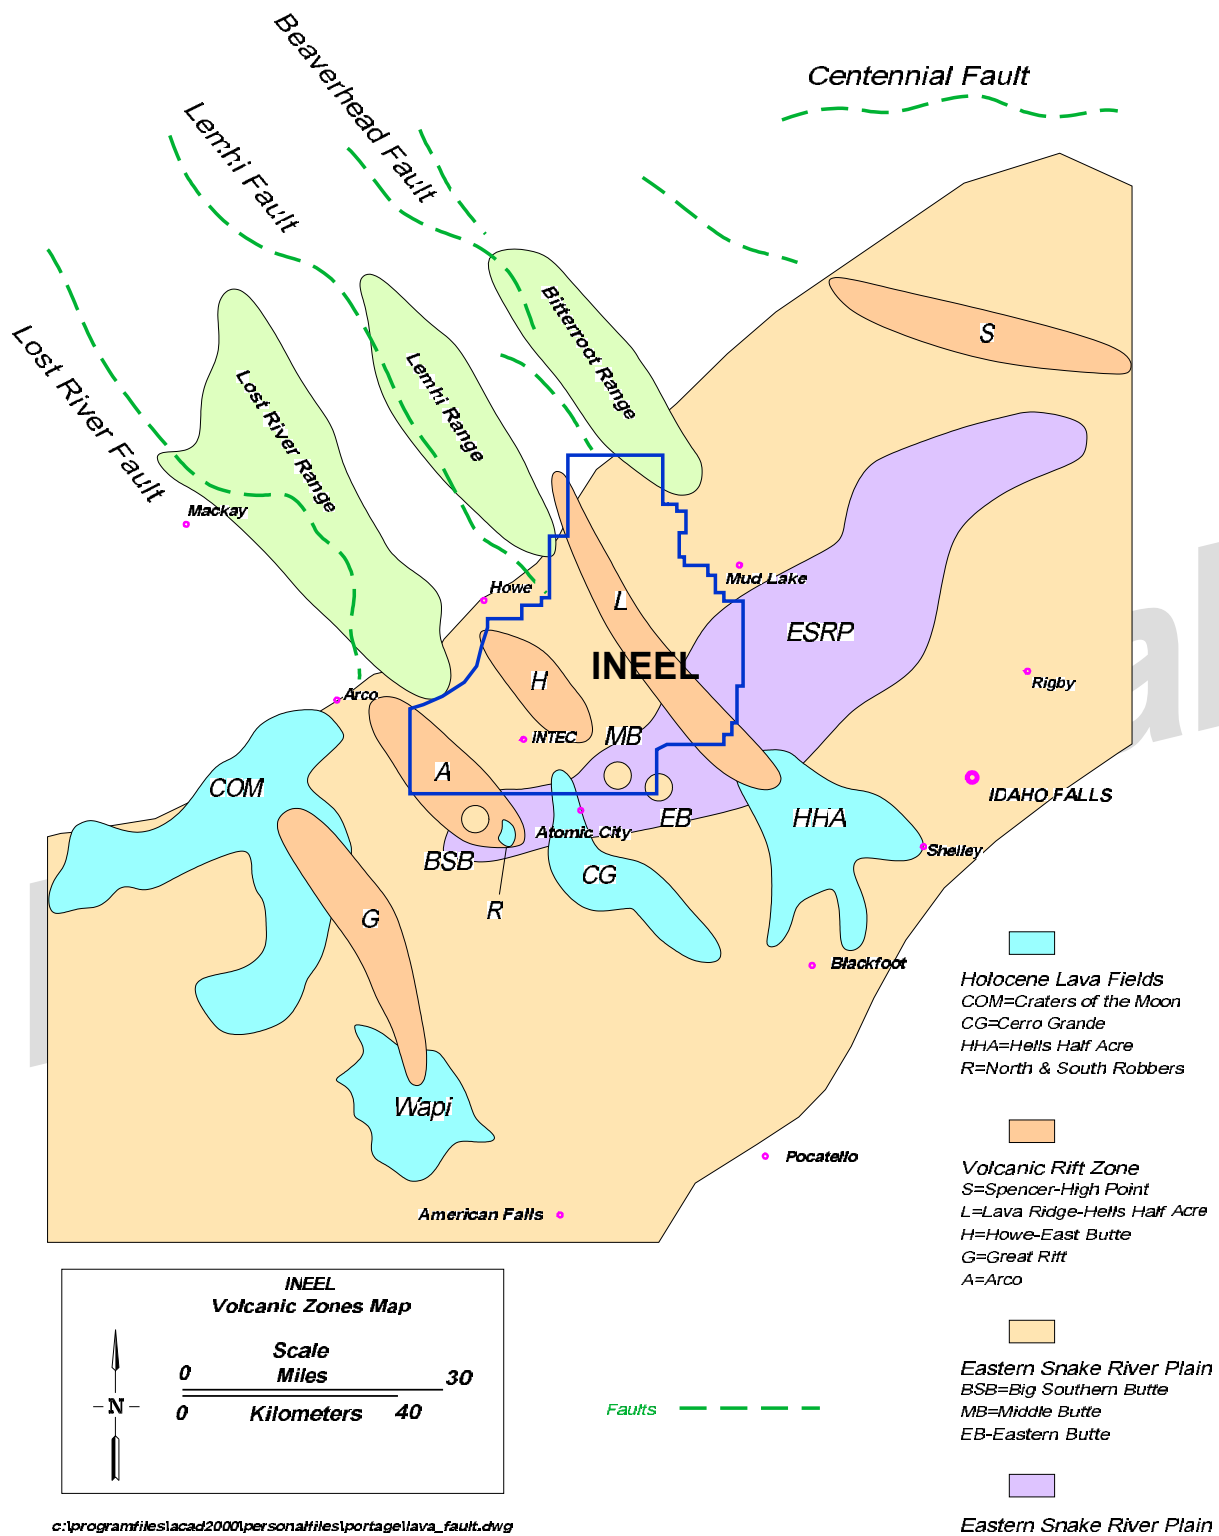 Beaverhead Fault
Centennial Fault
Lemhi Fault
Lost River Fault
Bitterroot Range
S
Lemhi Range
Lost River Range
Mackay
Mud Lake
Howe
L
ESRP
INEEL
H
Rigby
Arco
INTEC
MB
A
COM
IDAHO FALLS
EB
HHA
Atomic City
BSB
Shelley
CG
R
G
Blackfoot
Wapi
Pocatello
American Falls
Holocene Lava Fields
COM=Craters of the Moon
CG=Cerro Grande
HHA=Hells Half Acre
R=North & South Robbers
Volcanic Rift Zone
S=Spencer-High Point
L=Lava Ridge-Hells Half Acre
H=Howe-East Butte
G=Great Rift
A=Arco
Eastern Snake River Plain
BSB=Big Southern Butte
MB=Middle Butte
EB-Eastern Butte
Eastern Snake River Plain
INEEL
Volcanic Zones Map
Scale
Miles
0 30
0 Kilometers 40
N
Faults
c:\programfiles\acad2000\personalfiles\portage\lava_fault.dwg